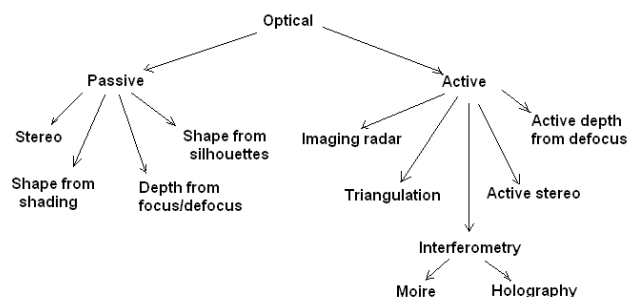 Optical
Passive
Active
Stereo
Shape from
silhouettes
Shape from
shading
Depth from
focus/defocus
Imaging radar
Active depth
from defocus
Triangulation
Active stereo
Interferometry
Moire
Holography